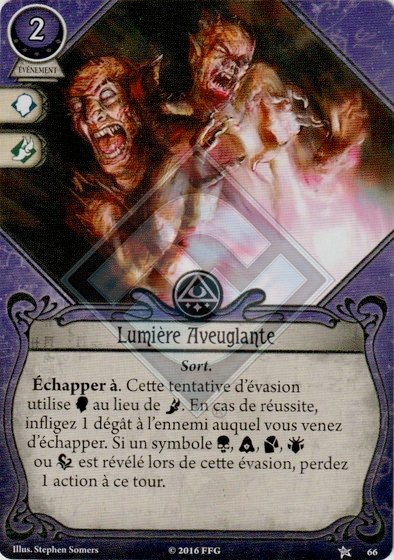 2
ÉVÉNEMENT
Lumière Aveuglante
Sort.
Échapper à. Cette tentative d'évasion
utilise au lieu de . En cas de réussite,
infligez 1 dégât à l'ennemi auquel vous venez
d'échapper. Si un symbole , , ,
ou est révélé lors de cette évasion, perdez
1 action à ce tour.
Illus. Stephen Somers
© 2016 FFG
66